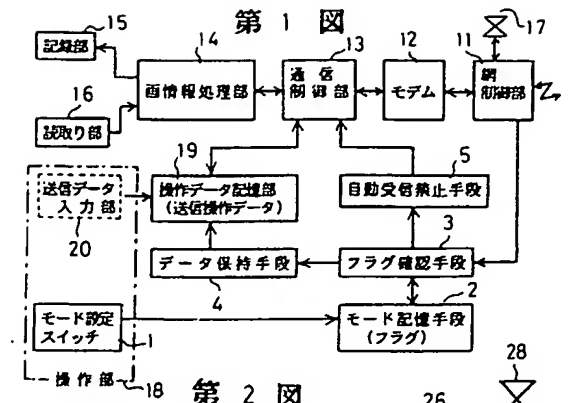 第1図
15
記録部
16
読取り部
14
画情報処理部
13
通信
制御部
12
モデム
11
網
制御部
17
19
操作データ記憶部
(送信操作データ)
5
自動受信禁止手段
送信データ
入力部
20
データ保持手段
4
フラグ確認手段
3
2
モード記憶手段
(フラグ)
モード設定
スイッチ
1
操作部
18
第2図
26
28